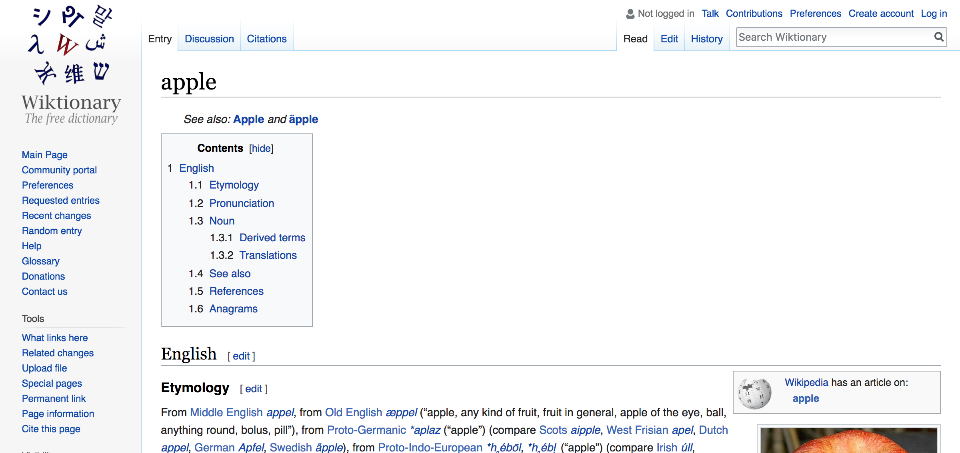 Not logged in Talk Contributions Preferences Create account Log in
Entry Discussion Citations Read Edit History Search Wiktionary
シ 말
λ W ش
维 ש
Wiktionary
The free dictionary
Main Page
Community portal
Preferences
Requested entries
Recent changes
Random entry
Help
Glossary
Donations
Contact us
Tools
What links here
Related changes
Upload file
Special pages
Permanent link
Page information
Cite this page
apple
See also: Apple and äpple
Contents [hide]
1 English
1.1 Etymology
1.2 Pronunciation
1.3 Noun
1.3.1 Derived terms
1.3.2 Translations
1.4 See also
1.5 References
1.6 Anagrams
English [ edit ]
Etymology [ edit ]
From Middle English appel, from Old English æppel (“apple, any kind of fruit, fruit in general, apple of the eye, ball,
anything round, bolus, pill”), from Proto-Germanic *aplaz (“apple”) (compare Scots aipple, West Frisian apel, Dutch
appel, German Apfel, Swedish äpple), from Proto-Indo-European *h₂ébōl, *h₂ébl̥ (“apple”) (compare Irish úll,
Wikipedia has an article on:
apple